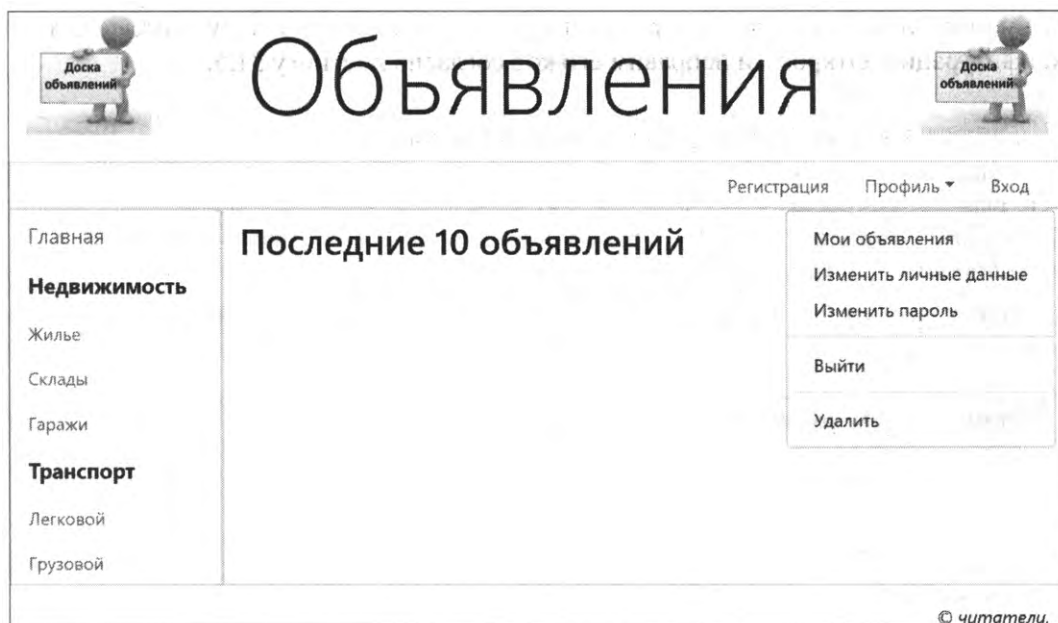 Доска
объявлений
Объявления
Доска
объявлений
Регистрация Профиль Вход
Главная
Недвижимость
Жилье
Склады
Гаражи
Транспорт
Легковой
Грузовой
Последние 10 объявлений
Мои объявления
Изменить личные данные
Изменить пароль
Выйти
Удалить
© читатели.